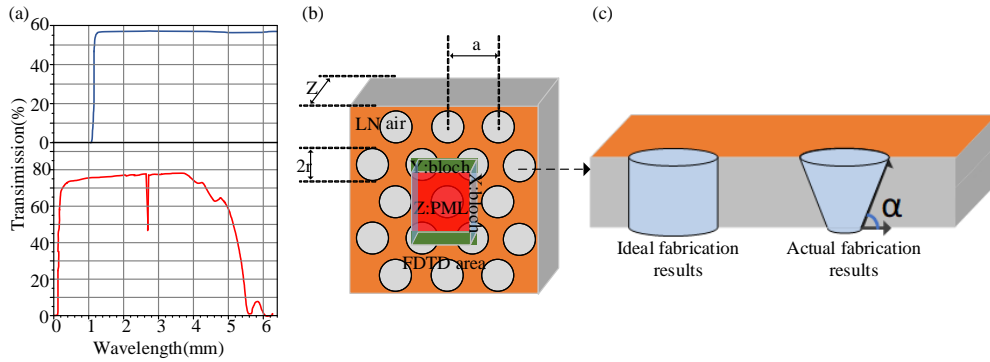 (a)
60
40
20
0
80
60
40
20
0
Transimission(%)
0 1 2 3 4 5 6
Wavelength(mm)
(b)
a
Z
LN air
2r
Y:bloch
X:bloch
Z:PML
FDTD area
(c)
α
Ideal fabrication
results
Actual fabrication
results